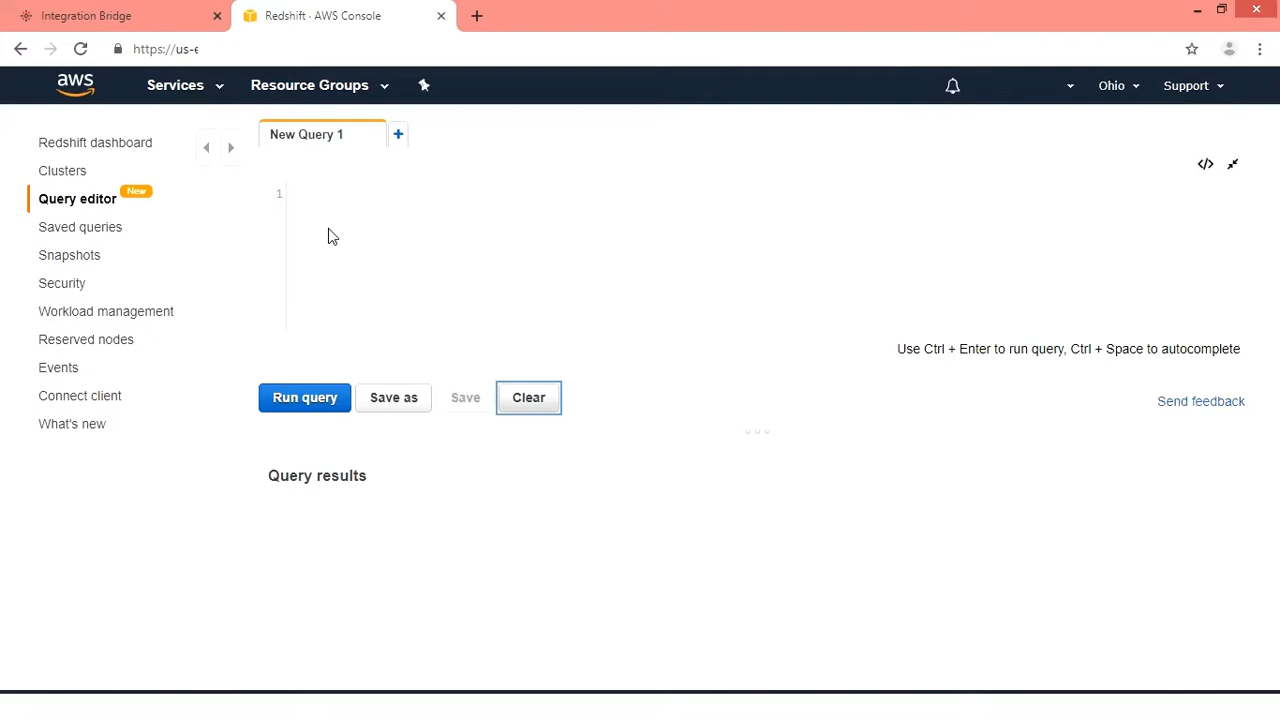 Integration Bridge
Redshift · AWS Console
https://us-e
aws
Services
Resource Groups
Ohio
Support
Redshift dashboard
Clusters
Query editor
New
Saved queries
Snapshots
Security
Workload management
Reserved nodes
Events
Connect client
What's new
New Query 1
1
Use Ctrl + Enter to run query, Ctrl + Space to autocomplete
Run query
Save as
Save
Clear
Send feedback
Query results